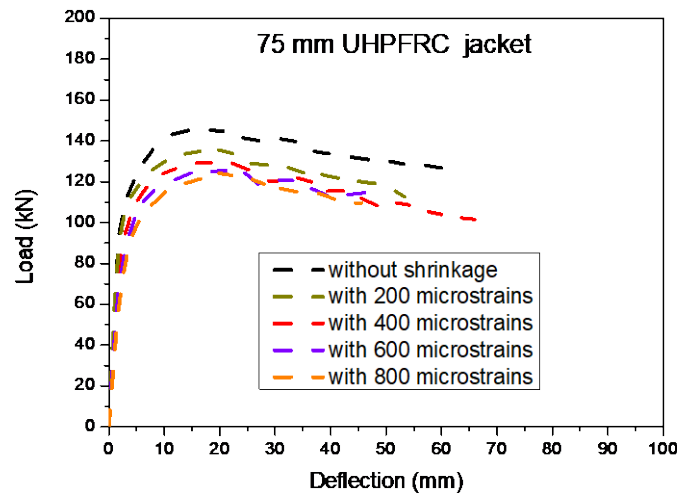 75 mm UHPFRC jacket
200
180
160
140
120
100
80
60
40
20
0
Load (kN)
without shrinkage
with 200 microstrains
with 400 microstrains
with 600 microstrains
with 800 microstrains
0 10 20 30 40 50 60 70 80 90 100
Deflection (mm)